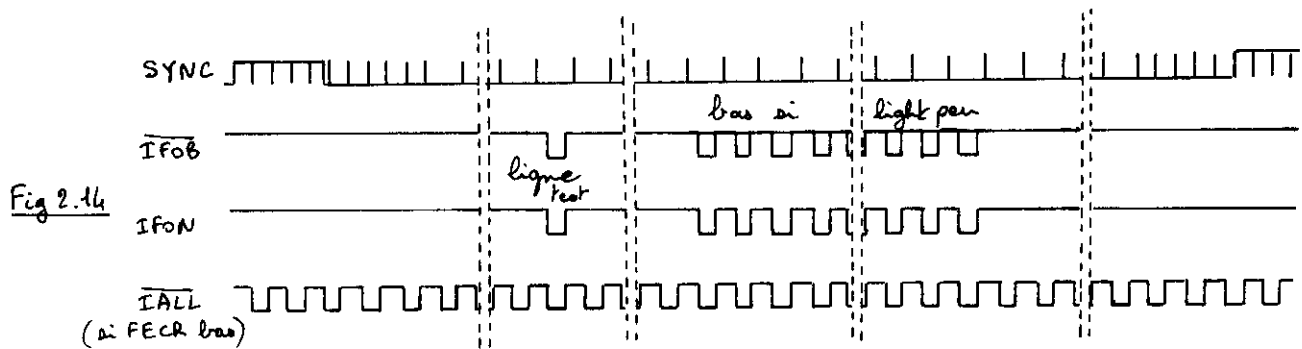 SYNC
bas si light pen
IFOB
ligne
test
Fig 2.14
IFON
IALL
(si FECR bas)